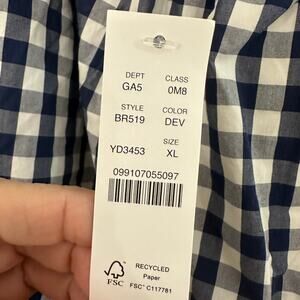 DEPT CLASS
GA5 0M8
STYLE COLOR
BR519 DEV
SIZE
YD3453 XL
099107055097
RECYCLED
Paper
FSC
FSC® C117781